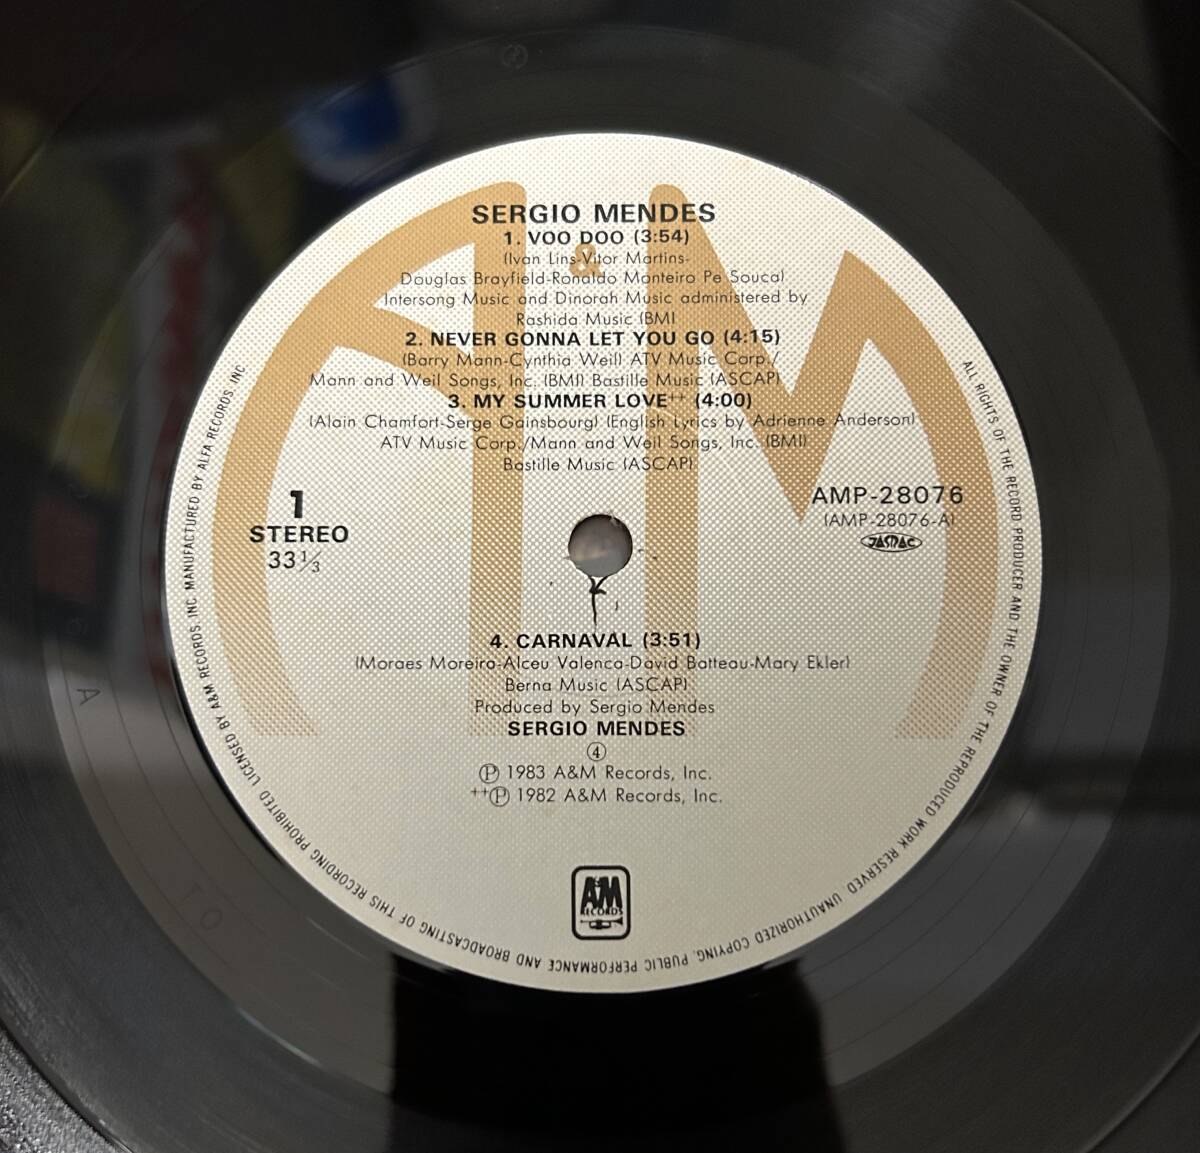 SERGIO MENDES
1. VOO DOO (3:54)
(Ivan Lins-Vitor Martins-
Douglas Brayfield-Ronaldo Monteiro Pe Souca)
Intersong Music and Dinorah Music administered by
Rashida Music (BMI
2. NEVER GONNA LET YOU GO (4:15)
(Barry Mann-Cynthia Weil) ATV Music Corp./
Mann and Weil Songs, Inc. (BMI) Bastille Music (ASCAP)
3. MY SUMMER LOVE++ (4:00)
(Alain Chamfort-Serge Gainsbourg) (English Lyrics by Adrienne Anderson)
ATV Music Corp./Mann and Weil Songs, Inc. (BMI)
Bastille Music (ASCAP)
1
STEREO
33 1/3
AMP-28076
(AMP-28076-A)
JASRAC
4. CARNAVAL (3:51)
(Moraes Moreira-Alceu Valenca-David Batteau-Mary Ekler)
Berna Music (ASCAP)
Produced by Sergio Mendes
SERGIO MENDES
④
Ⓟ 1983 A&M Records, Inc.
++Ⓟ 1982 A&M Records, Inc.
A&M
RECORDS
ALL RIGHTS OF THE RECORD PRODUCER AND THE OWNER OF THE REPRODUCED WORK RESERVED. UNAUTHORIZED COPYING, PUBLIC PERFORMANCE AND BROADCASTING OF THIS RECORDING PROHIBITED LICENSED BY A&M RECORDS, INC. MANUFACTURED BY ALFA RECORDS, INC
A&M
A